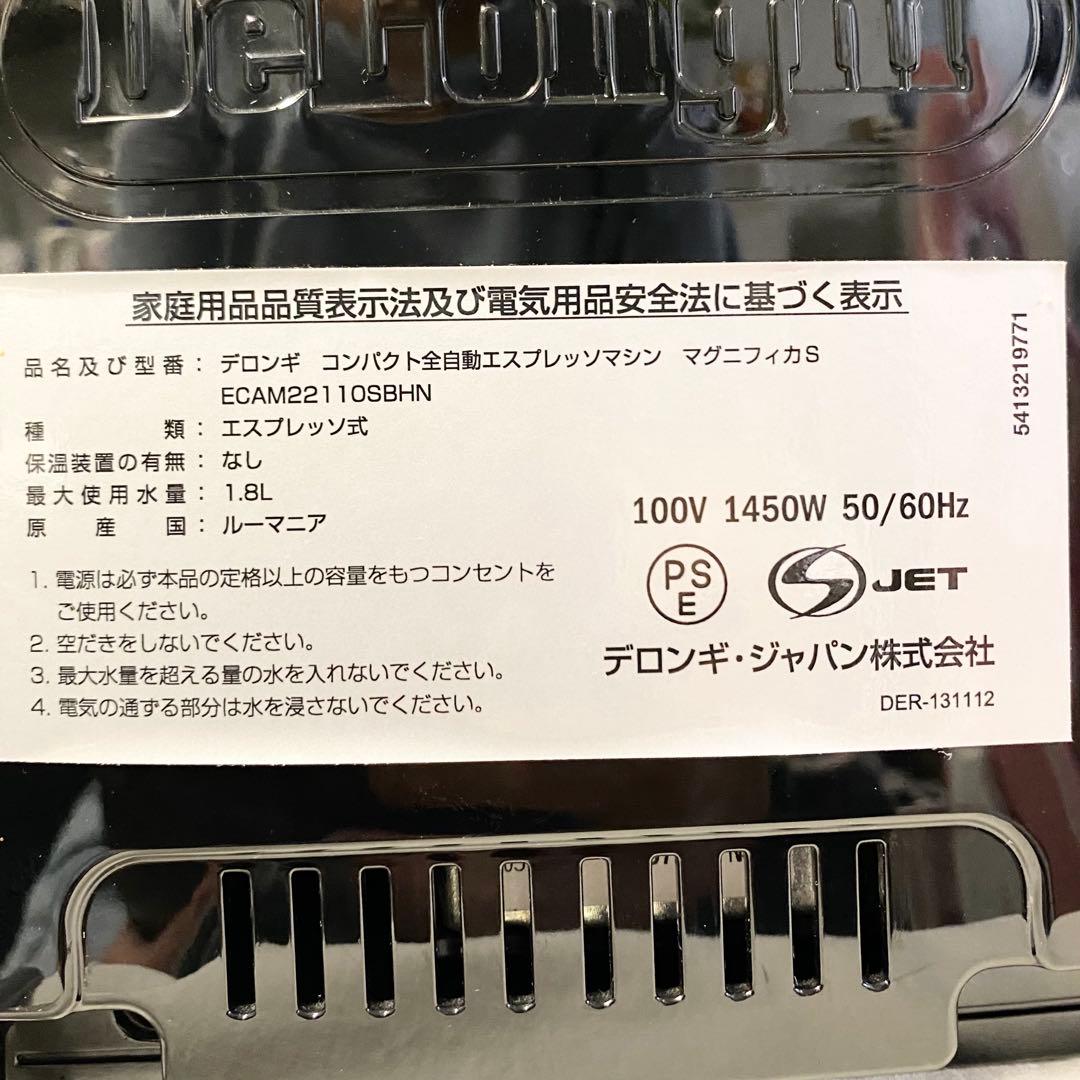 DeLonghi
家庭用品品質表示法及び電気用品安全法に基づく表示
品名及び型番： デロンギ コンパクト全自動エスプレッソマシン マグニフィカS
ECAM22110SBHN
種類： エスプレッソ式
保温装置の有無： なし
最大使用水量： 1.8L
原産国： ルーマニア
1. 電源は必ず本品の定格以上の容量をもつコンセントを
ご使用ください。
2. 空だきをしないでください。
3. 最大水量を超える量の水を入れないでください。
4. 電気の通ずる部分は水を浸さないでください。
100V 1450W 50/60Hz
PS
E
S JET
デロンギ・ジャパン株式会社
DER-131112
5413219771